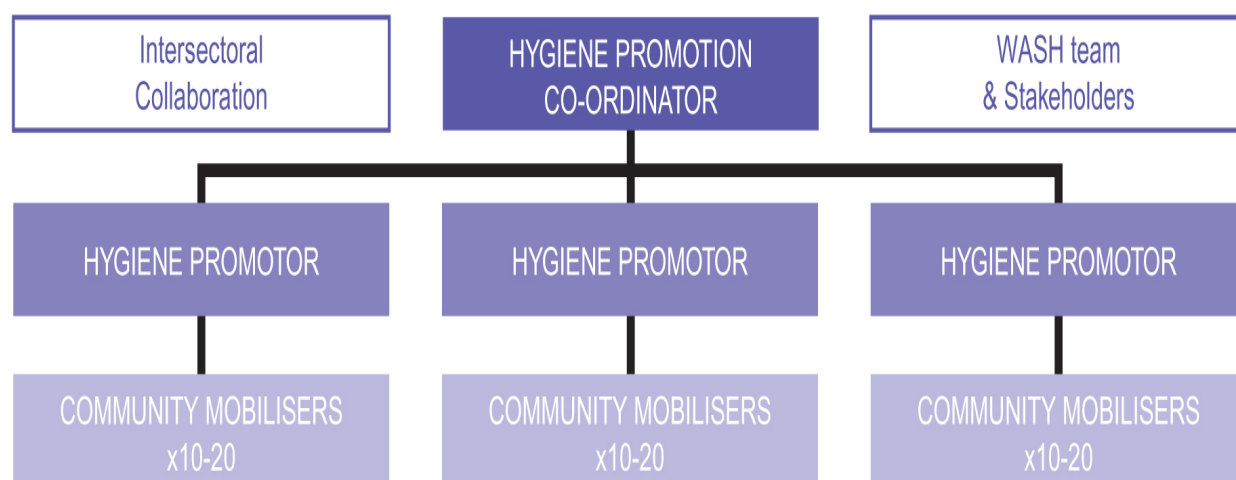 Intersectoral
Collaboration
HYGIENE PROMOTION
CO-ORDINATOR
WASH team
& Stakeholders
HYGIENE PROMOTOR
HYGIENE PROMOTOR
HYGIENE PROMOTOR
COMMUNITY MOBILISERS
x10-20
COMMUNITY MOBILISERS
x10-20
COMMUNITY MOBILISERS
x10-20